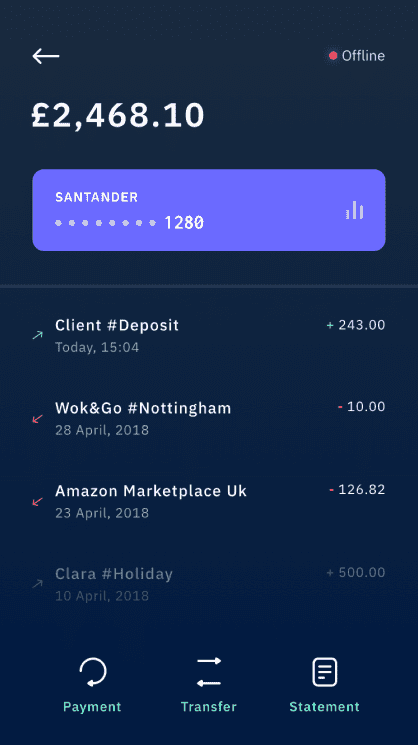 Offline
£2,468.10
SANTANDER
•••••••• 1280
Client #Deposit + 243.00
Today, 15:04
Wok&Go #Nottingham - 10.00
28 April, 2018
Amazon Marketplace Uk - 126.82
23 April, 2018
Clara #Holiday + 500.00
10 April, 2018
Payment Transfer Statement